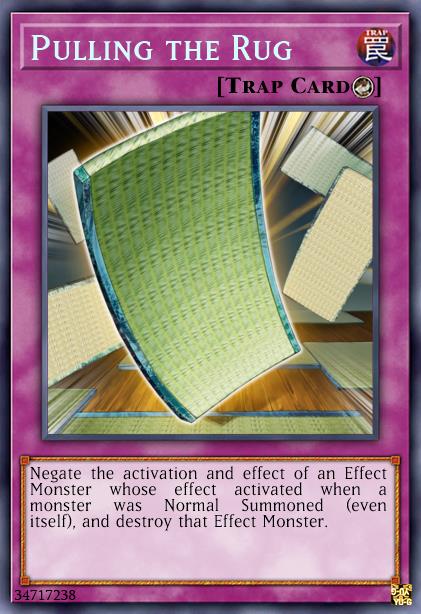 PULLING THE RUG
TRAP
罠
[TRAP CARD]
Negate the activation and effect of an Effect
Monster whose effect activated when a
monster was Normal Summoned (even
itself), and destroy that Effect Monster.
34717238